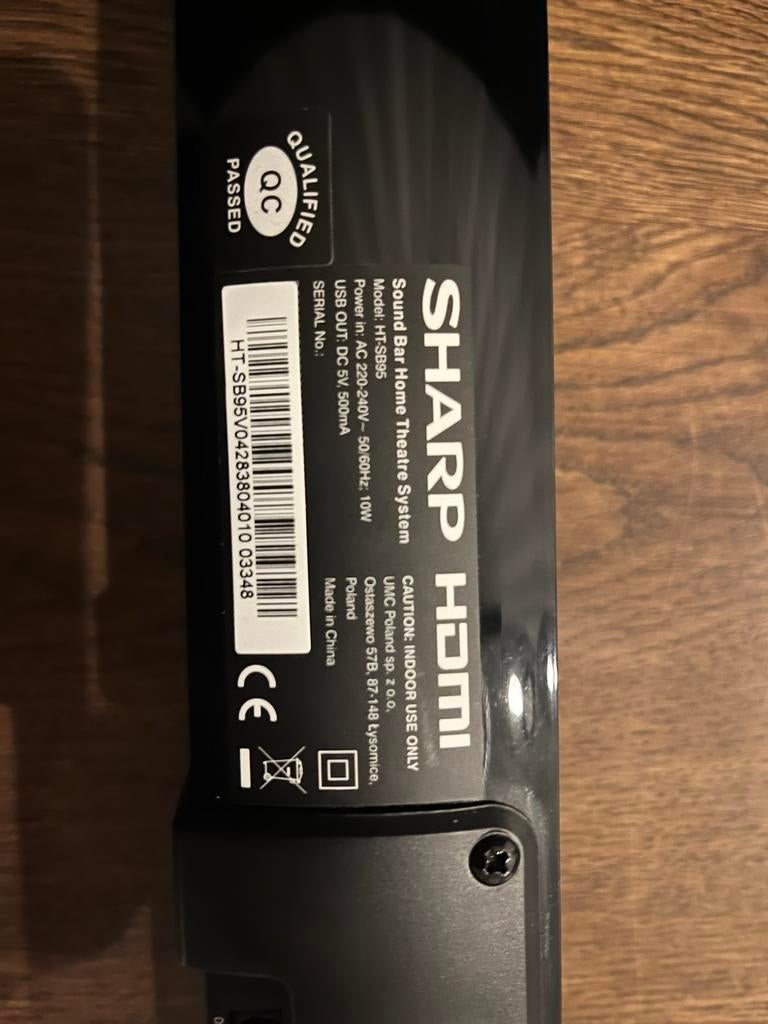 QUALIFIED
QC
PASSED
SHARP HDMI
Sound Bar Home Theatre System
Model: HT-SB95
Power in: AC 220-240V~ 50/60Hz; 10W
USB OUT: DC 5V, 500mA
SERIAL No.:
HT-SB95V04283804010 03348
CAUTION: INDOOR USE ONLY
UMC Poland sp. z o.o.
Ostaszewo 57B, 87-148 Łysomice,
Poland
Made in China
CE